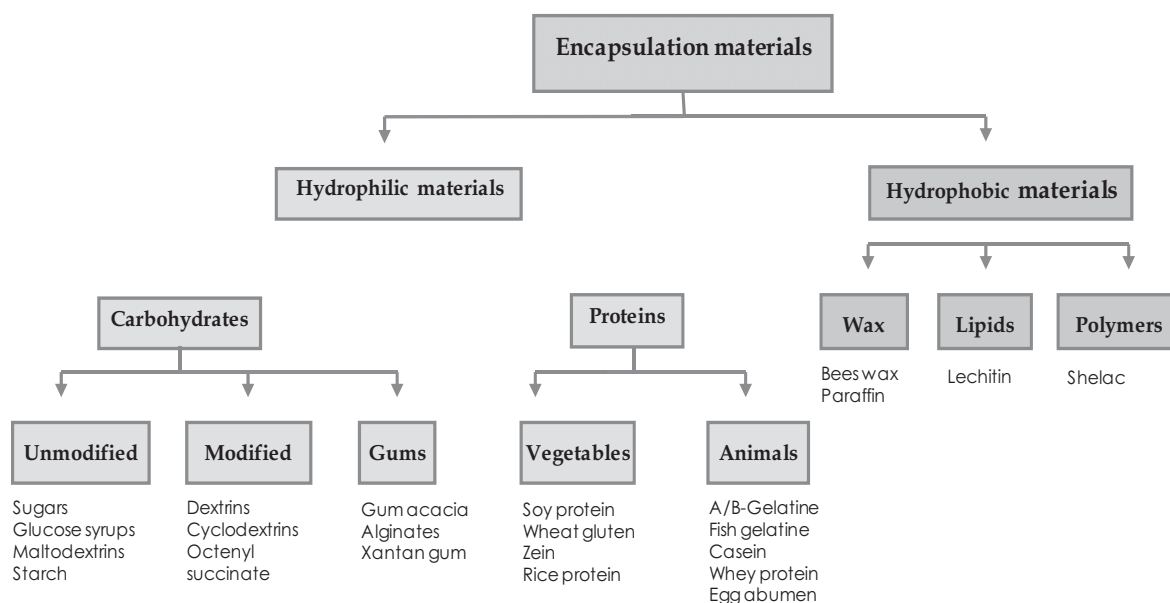 Encapsulation materials
Hydrophilic materials
Hydrophobic materials
Carbohydrates
Proteins
Wax
Lipids
Polymers
Bees wax
Paraffin
Lechitin
Shelac
Unmodified
Modified
Gums
Vegetables
Animals
Sugars
Glucose syrups
Maltodextrins
Starch
Dextrins
Cyclodextrins
Octenyl
succinate
Gum acacia
Alginates
Xantan gum
Soy protein
Wheat gluten
Zein
Rice protein
A/B-Gelatine
Fish gelatine
Casein
Whey protein
Egg abumen